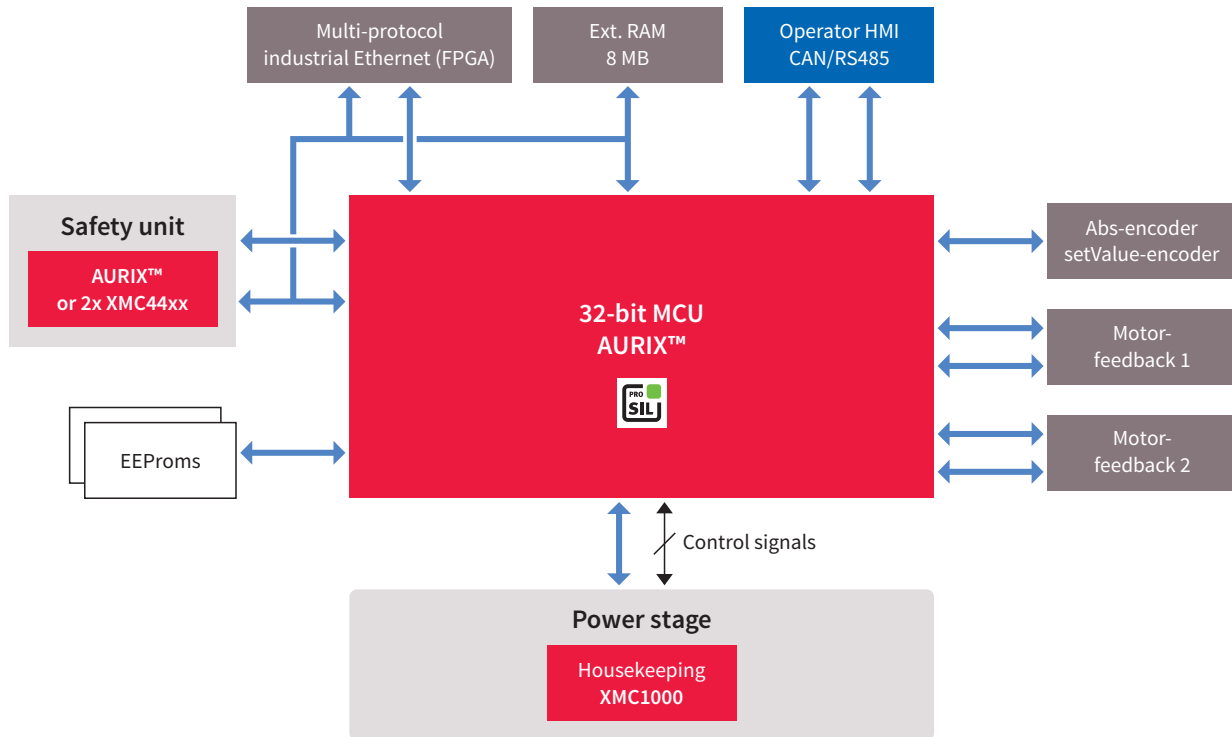 Multi-protocol
industrial Ethernet (FPGA)
Ext. RAM
8 MB
Operator HMI
CAN/RS485
Safety unit
AURIX™
or 2x XMC44xx
Abs-encoder
setValue-encoder
32-bit MCU
AURIX™
PRO
SIL
Motor-
feedback 1
EEProms
Motor-
feedback 2
Control signals
Power stage
Housekeeping
XMC1000